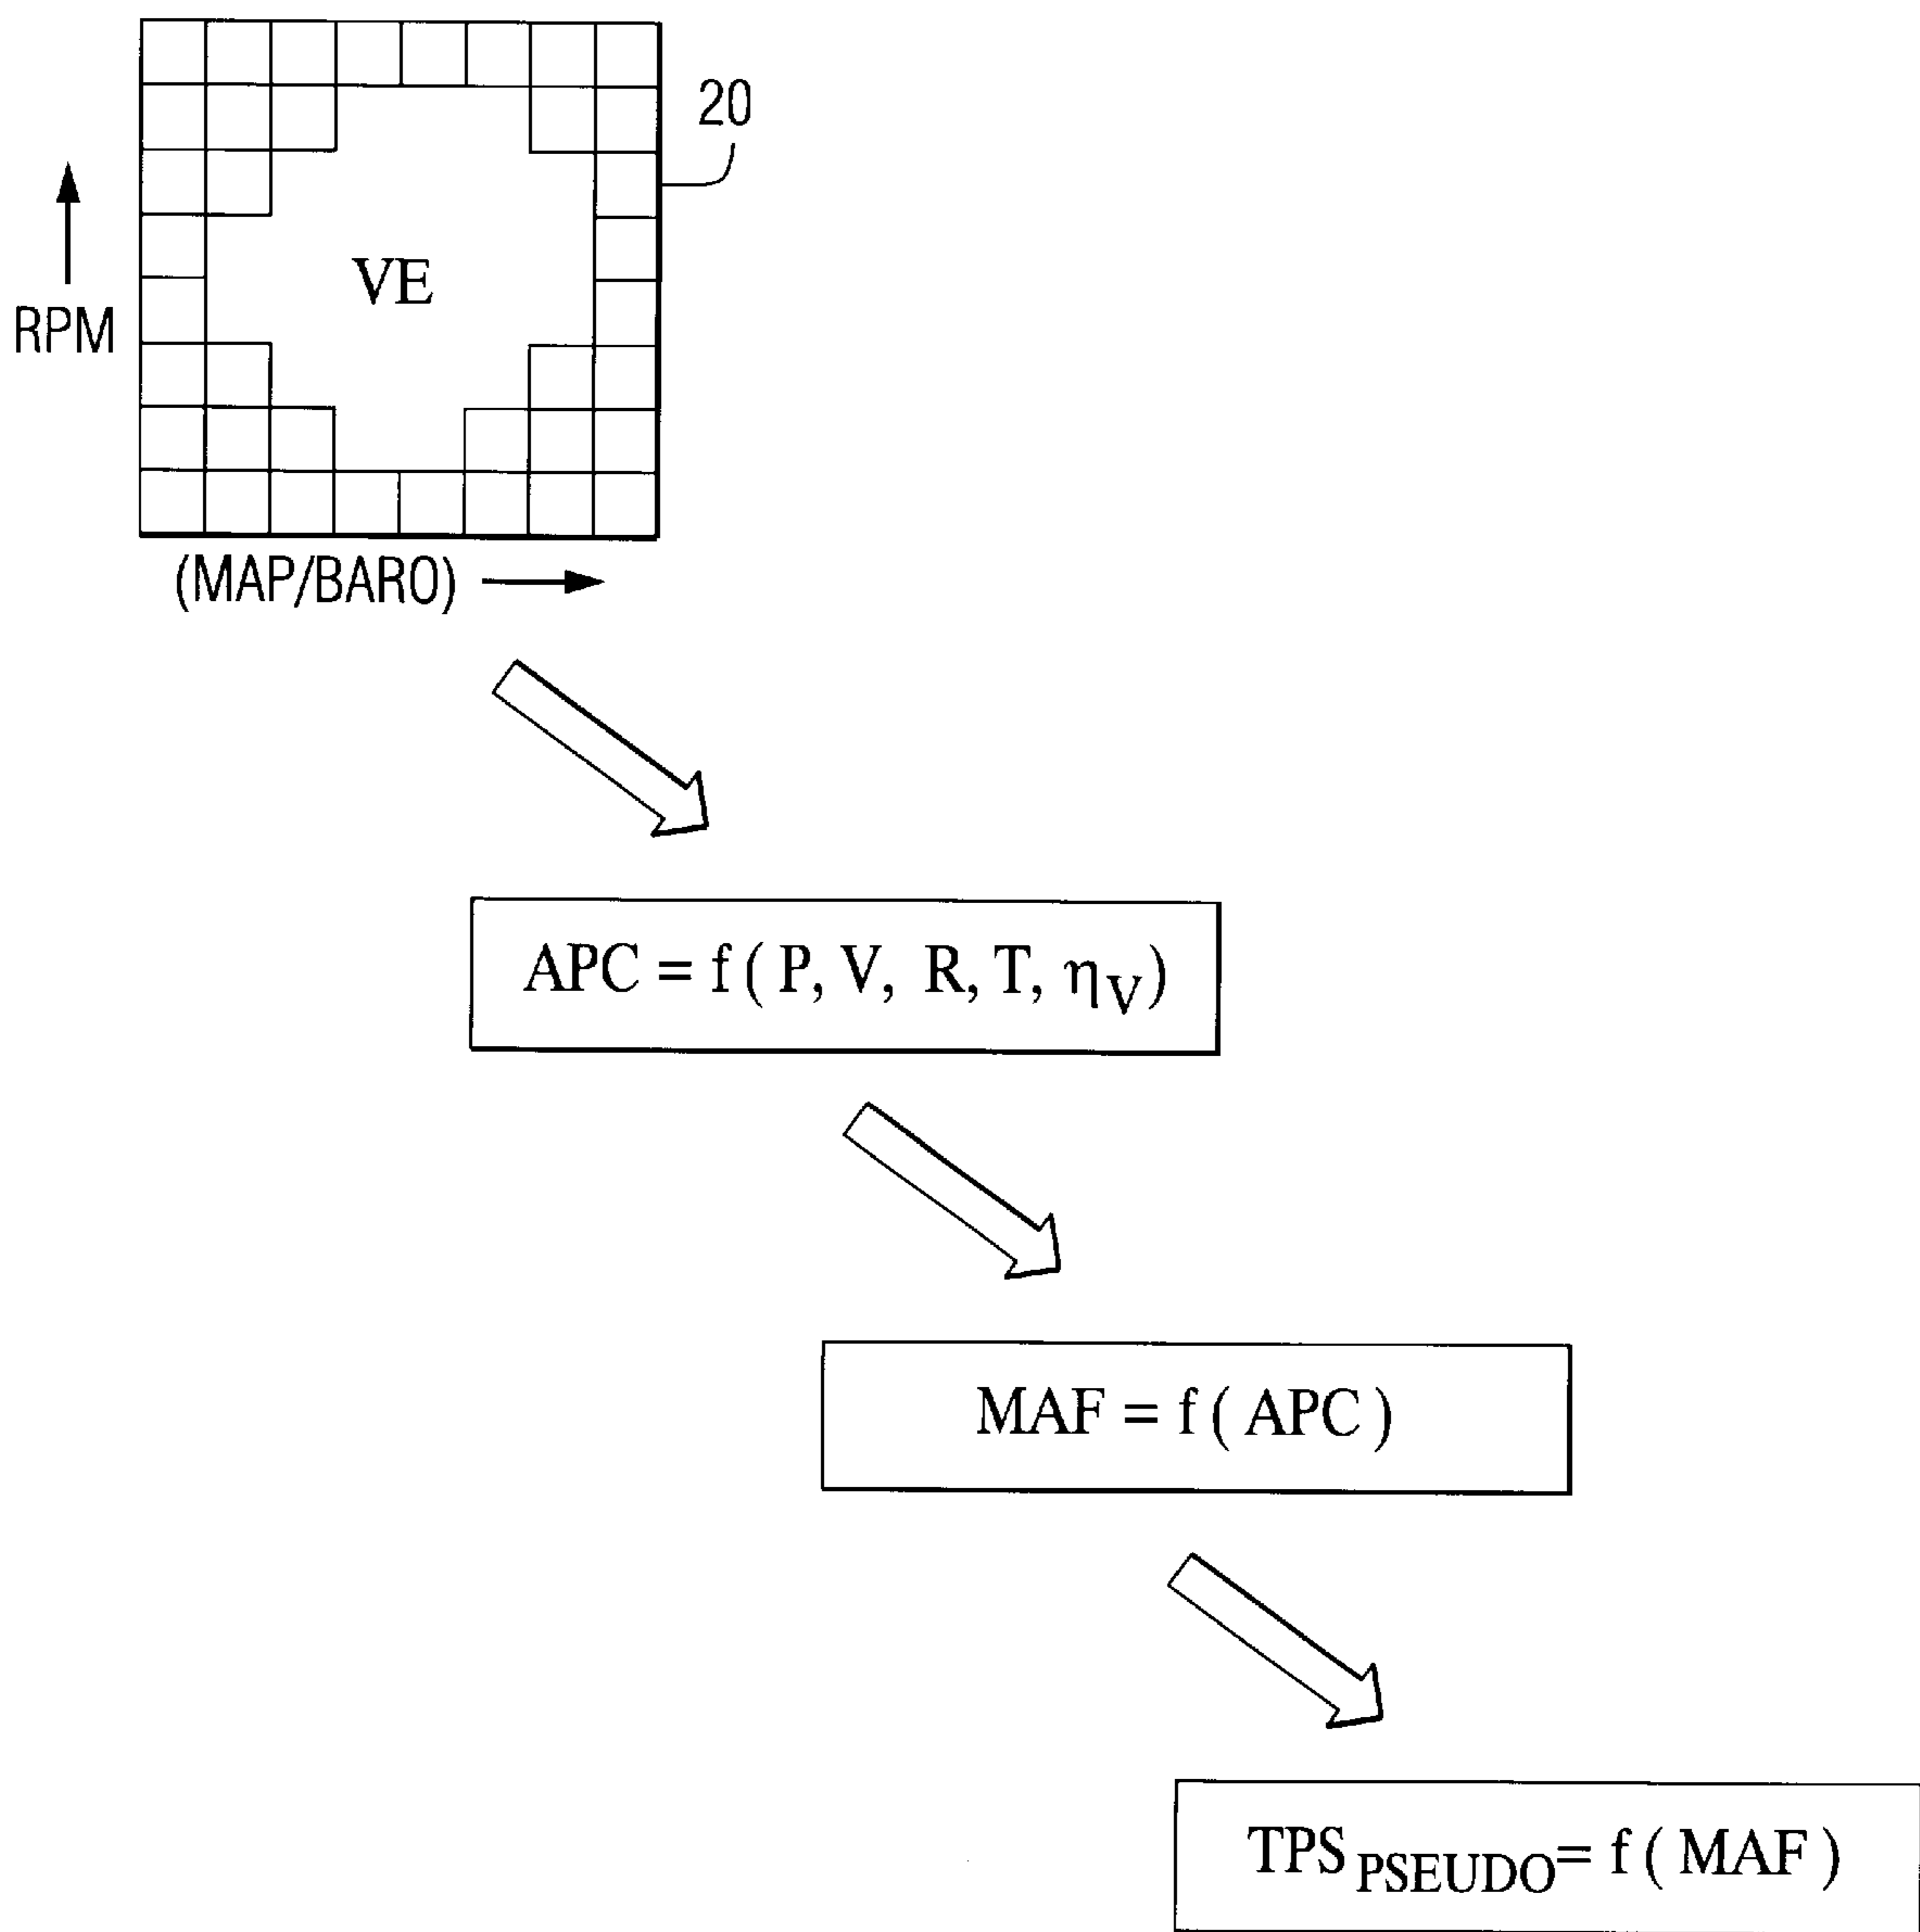 20
VE
RPM
(MAP/BARO)
APC = f ( P, V, R, T, ηV )
MAF = f ( APC )
TPS PSEUDO = f ( MAF )